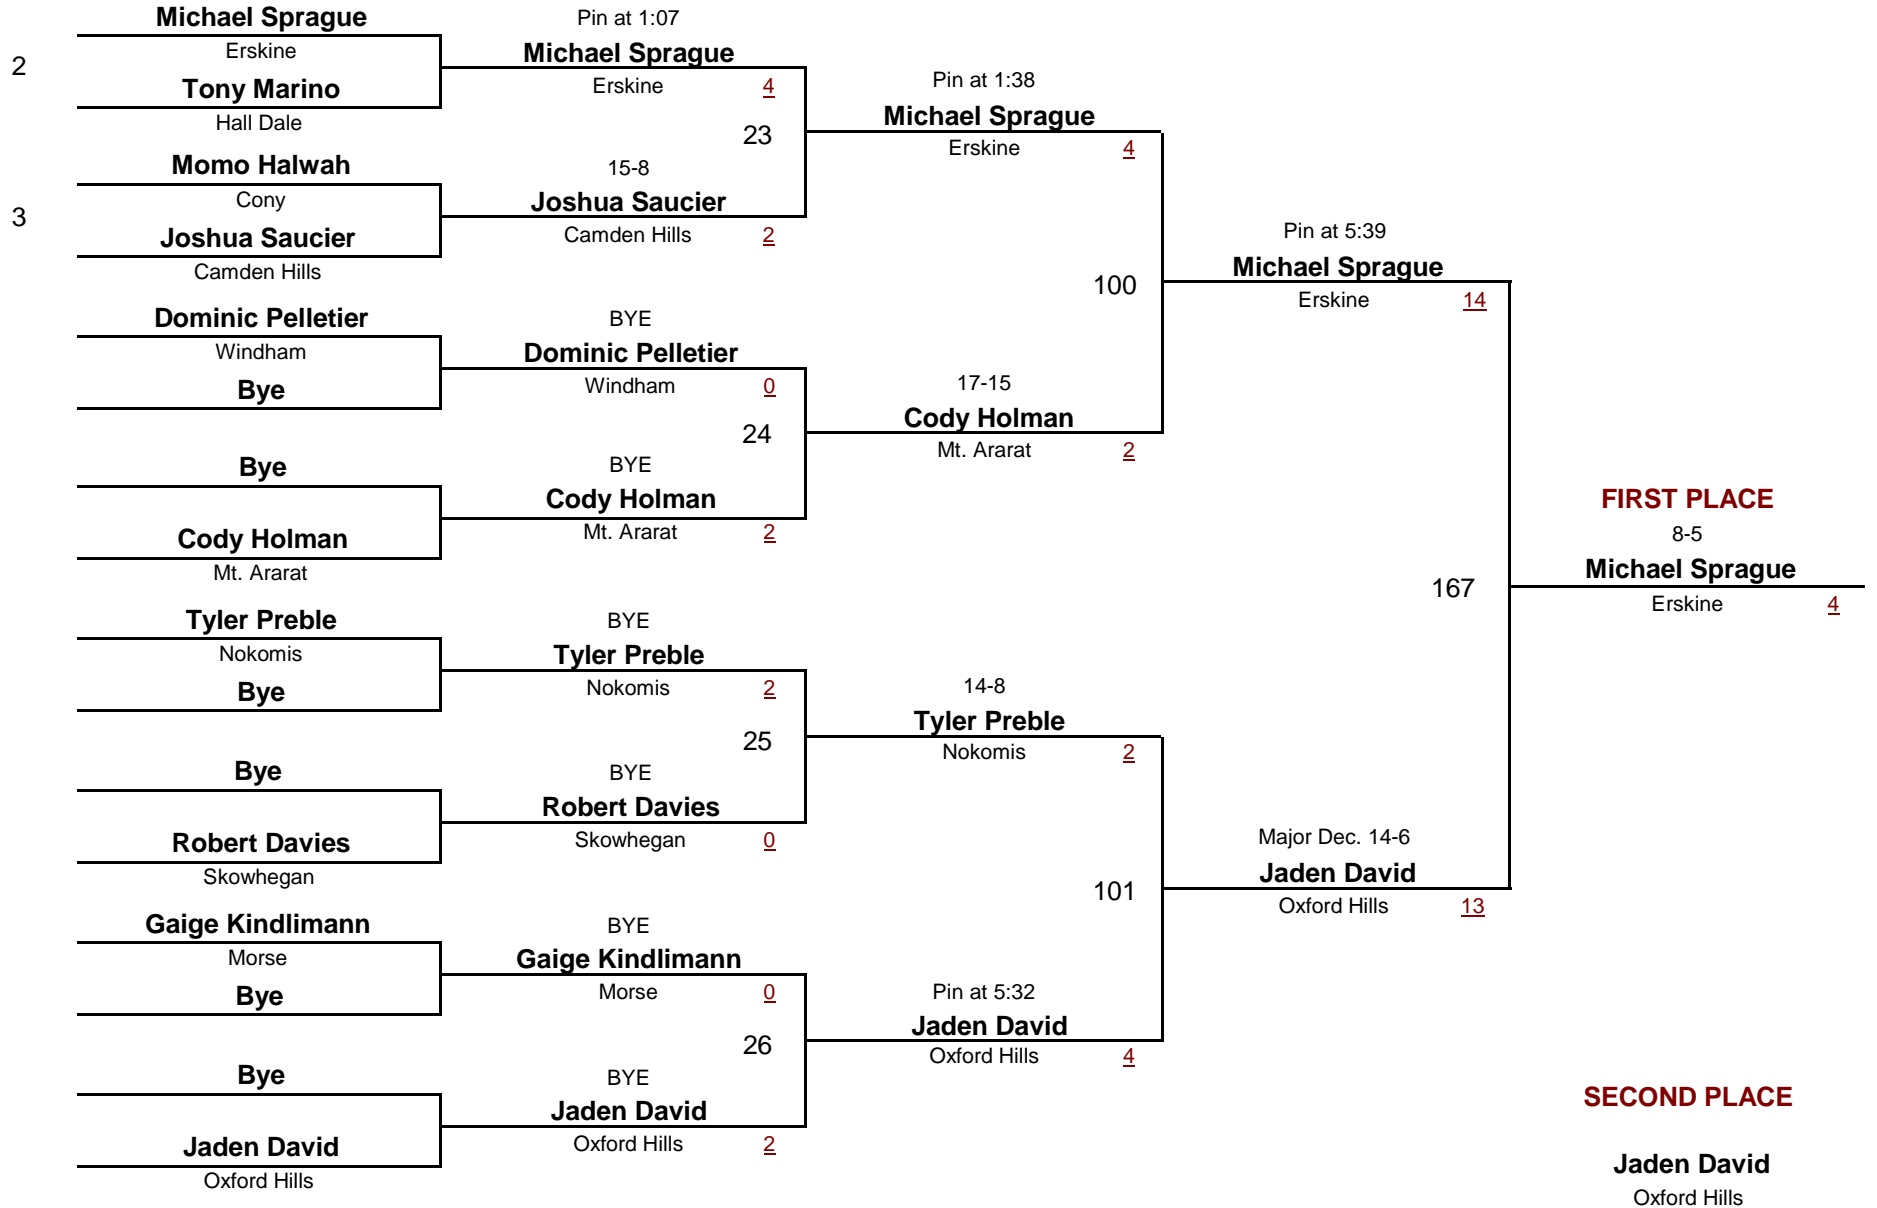 Michael Sprague
Erskine
2
Tony Marino
Hall Dale
Momo Halwah
Cony
3
Joshua Saucier
Camden Hills
Dominic Pelletier
Windham
Bye
Bye
Cody Holman
Mt. Ararat
Tyler Preble
Nokomis
Bye
Bye
Robert Davies
Skowhegan
Gaige Kindlimann
Morse
Bye
Bye
Jaden David
Oxford Hills
Pin at 1:07
Michael Sprague
Erskine 4
23
15-8
Joshua Saucier
Camden Hills 2
BYE
Dominic Pelletier
Windham 0
24
BYE
Cody Holman
Mt. Ararat 2
BYE
Tyler Preble
Nokomis 2
25
BYE
Robert Davies
Skowhegan 0
BYE
Gaige Kindlimann
Morse 0
26
BYE
Jaden David
Oxford Hills 2
Pin at 1:38
Michael Sprague
Erskine 4
100
17-15
Cody Holman
Mt. Ararat 2
14-8
Tyler Preble
Nokomis 2
101
Pin at 5:32
Jaden David
Oxford Hills 4
Pin at 5:39
Michael Sprague
Erskine 14
167
Major Dec. 14-6
Jaden David
Oxford Hills 13
FIRST PLACE
8-5
Michael Sprague
Erskine 4
SECOND PLACE
Jaden David
Oxford Hills